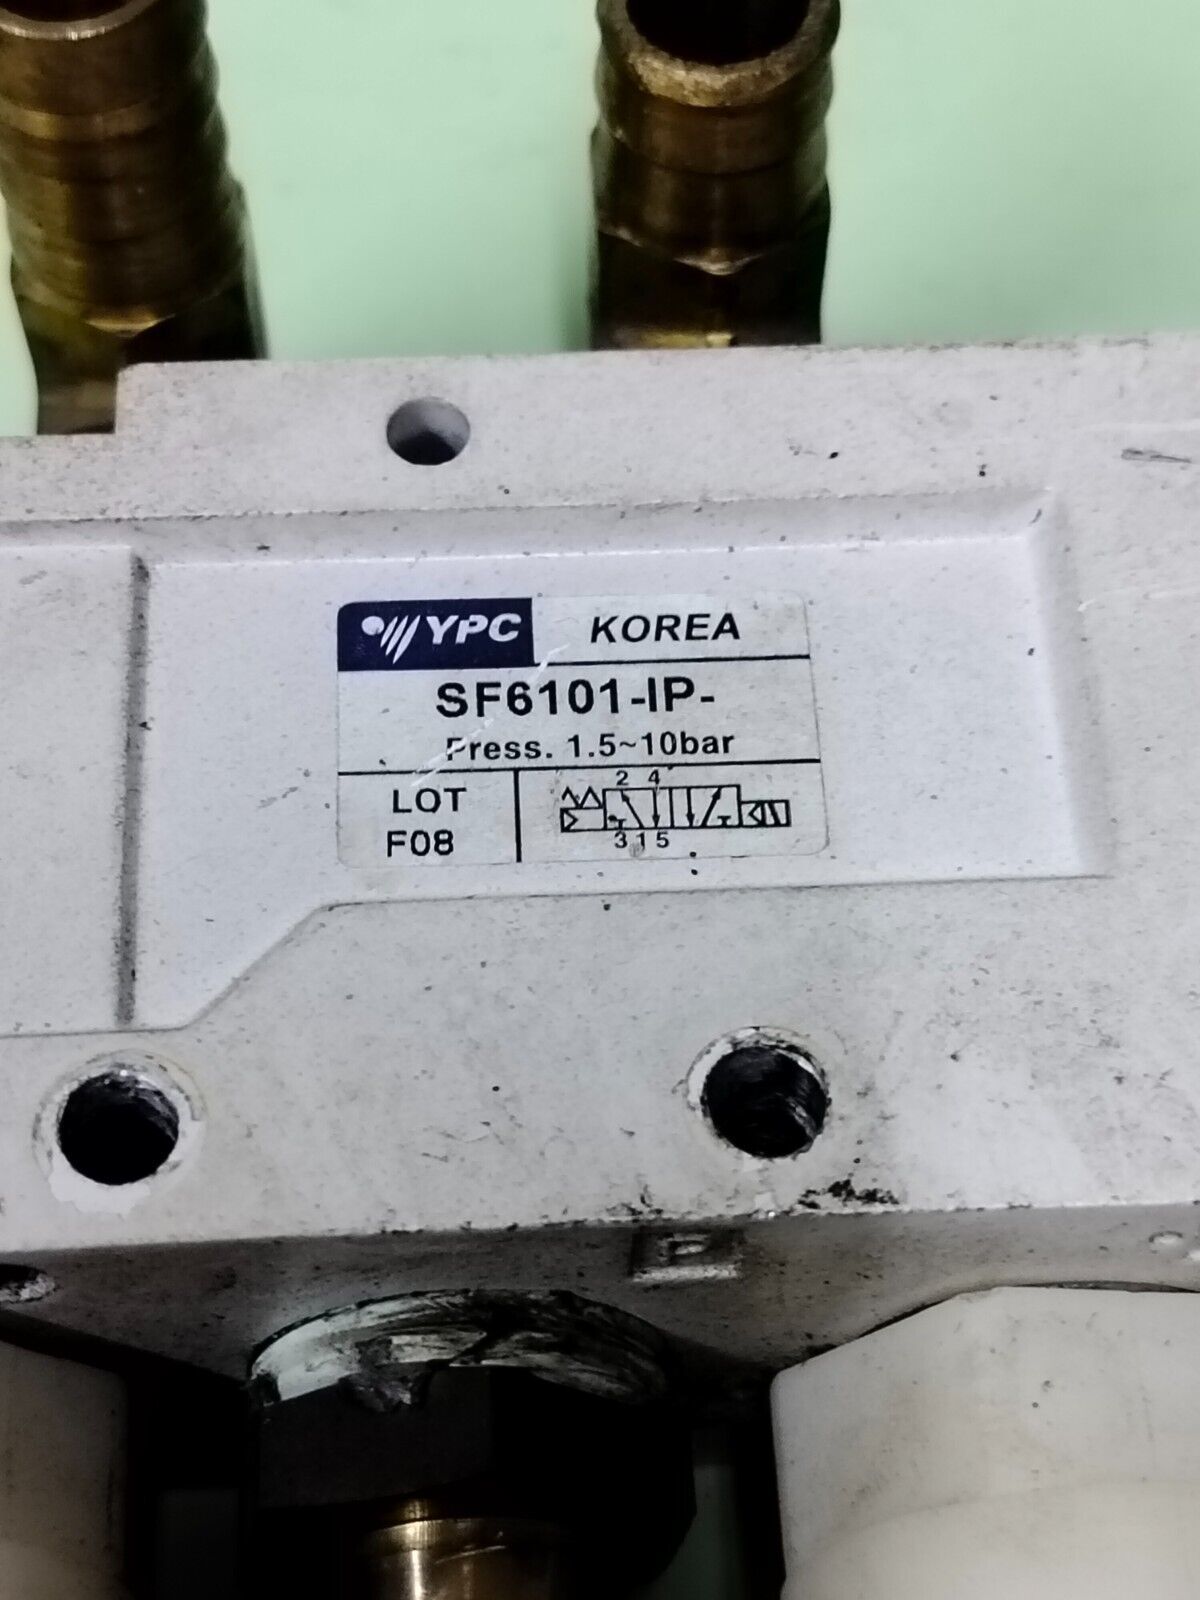 YPC KOREA
SF6101-IP-
Press. 1.5~10bar
LOT
F08
2 4
3 1 5
P